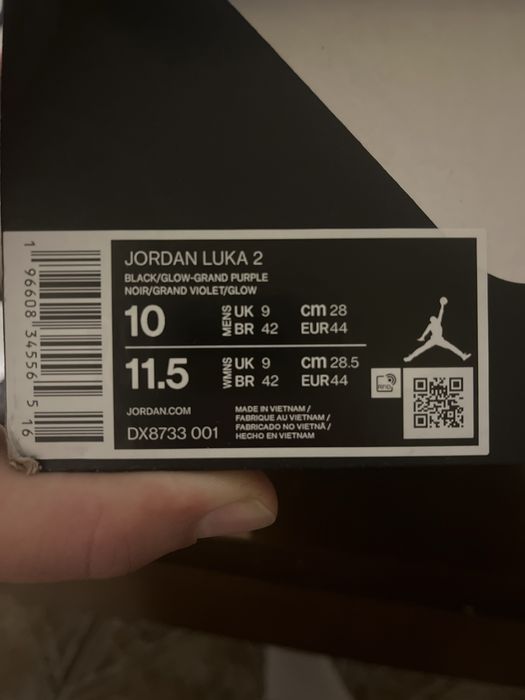 JORDAN LUKA 2
BLACK/GLOW-GRAND PURPLE
NOIR/GRAND VIOLET/GLOW
10 MENS UK 9 cm 28
BR 42 EUR44
11.5 WMNS UK 9 cm 28.5
BR 42 EUR44
RFID
JORDAN.COM
DX8733 001
MADE IN VIETNAM /
FABRIQUE AU VIETNAM /
FABRICADO NO VIETNÃ /
HECHO EN VIETNAM
1 96608 34556 5 16